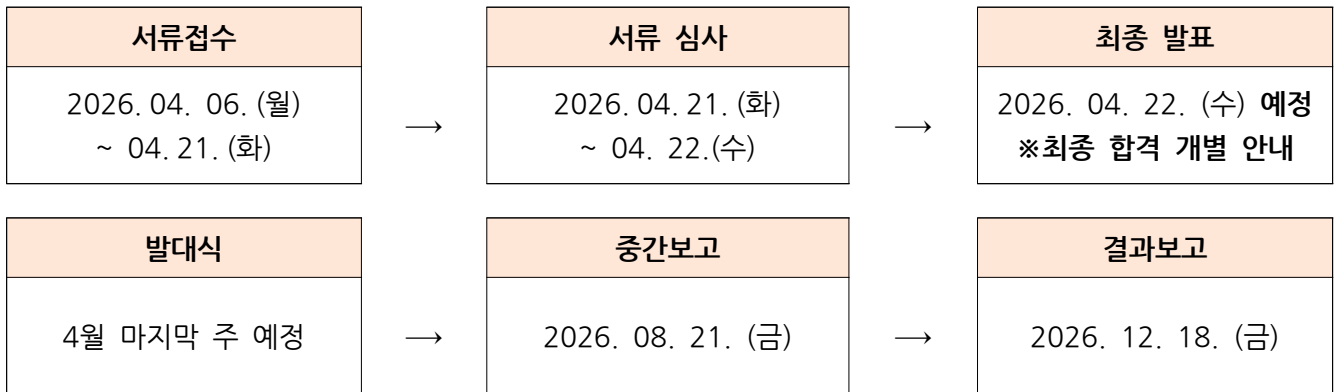 서류접수
2026. 04. 06. (월)
~ 04. 21. (화)
→
서류 심사
2026. 04. 21. (화)
~ 04. 22.(수)
→
최종 발표
2026. 04. 22. (수) 예정
※최종 합격 개별 안내
발대식
4월 마지막 주 예정
→
중간보고
2026. 08. 21. (금)
→
결과보고
2026. 12. 18. (금)